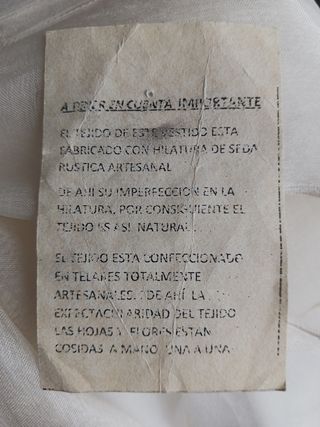 A TENER EN CUENTA IMPORTANTE
EL TEJIDO DE ESTE VESTIDO ESTA
FABRICADO CON HILATURA DE SEDA
RUSTICA ARTESANAL
DE AHI SU IMPERFECCION EN LA
HILATURA, POR CONSIGUIENTE EL
TEJIDO ES ASI NATURAL.
EL TEJIDO ESTA CONFECCIONADO
EN TELARES TOTALMENTE
ARTESANALES. DE AHI LA
EXPECTACULARIDAD DEL TEJIDO
LAS HOJAS Y FLORES ESTAN
COSIDAS A MANO UNA A UNA